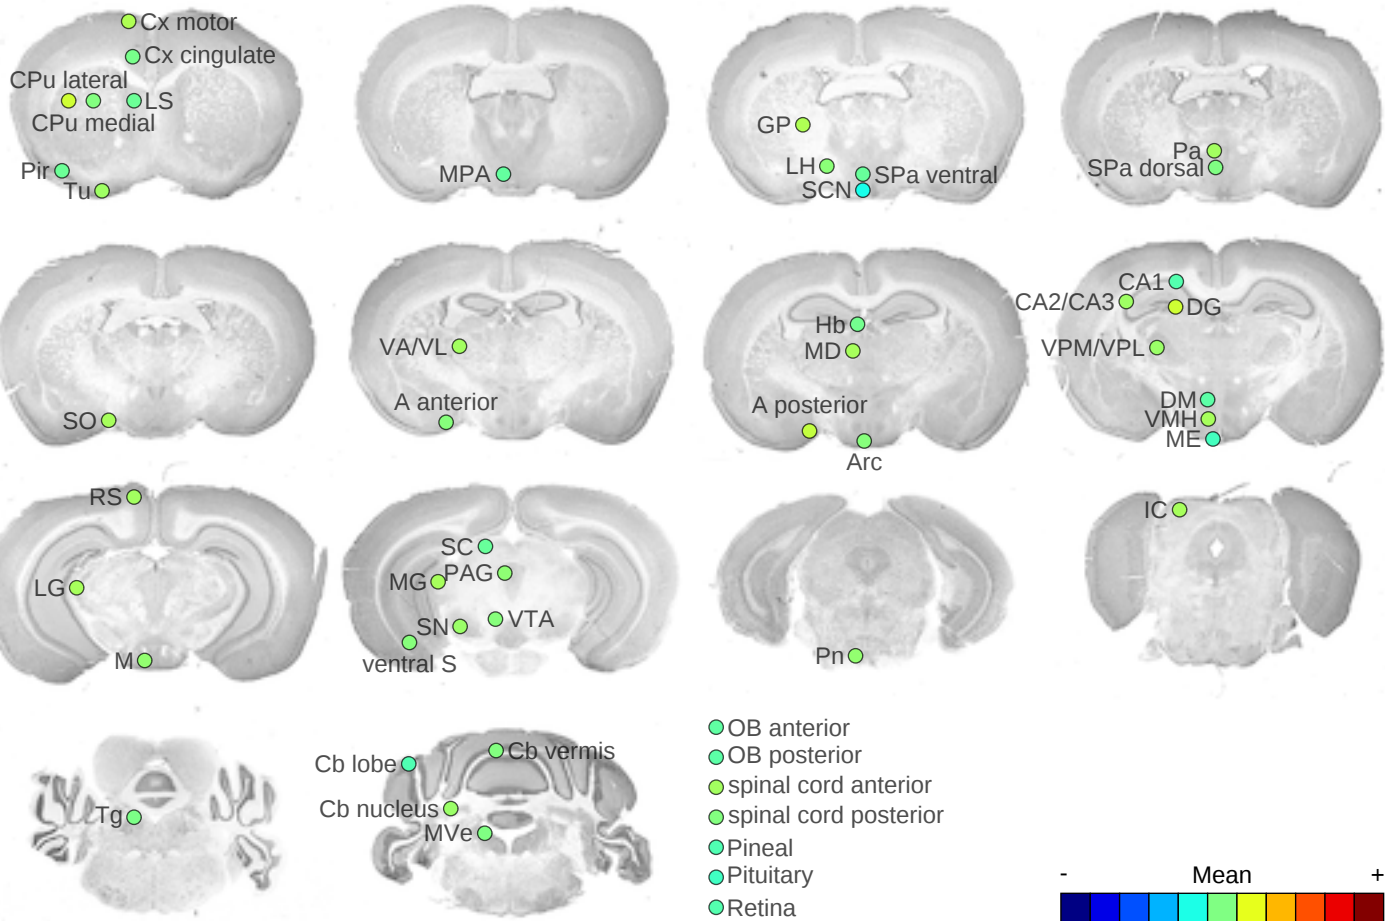 Cx motor
Cx cingulate
CPu lateral
LS
CPu medial
Pir
Tu
MPA
GP
LH
SPa ventral
SCN
Pa
SPa dorsal
SO
VA/VL
A anterior
Hb
MD
A posterior
Arc
CA1
CA2/CA3
DG
VPM/VPL
DM
VMH
ME
RS
LG
M
SC
MG
PAG
SN
VTA
ventral S
Pn
IC
Tg
Cb lobe
Cb vermis
Cb nucleus
MVe
OB anterior
OB posterior
spinal cord anterior
spinal cord posterior
Pineal
Pituitary
Retina
- Mean +